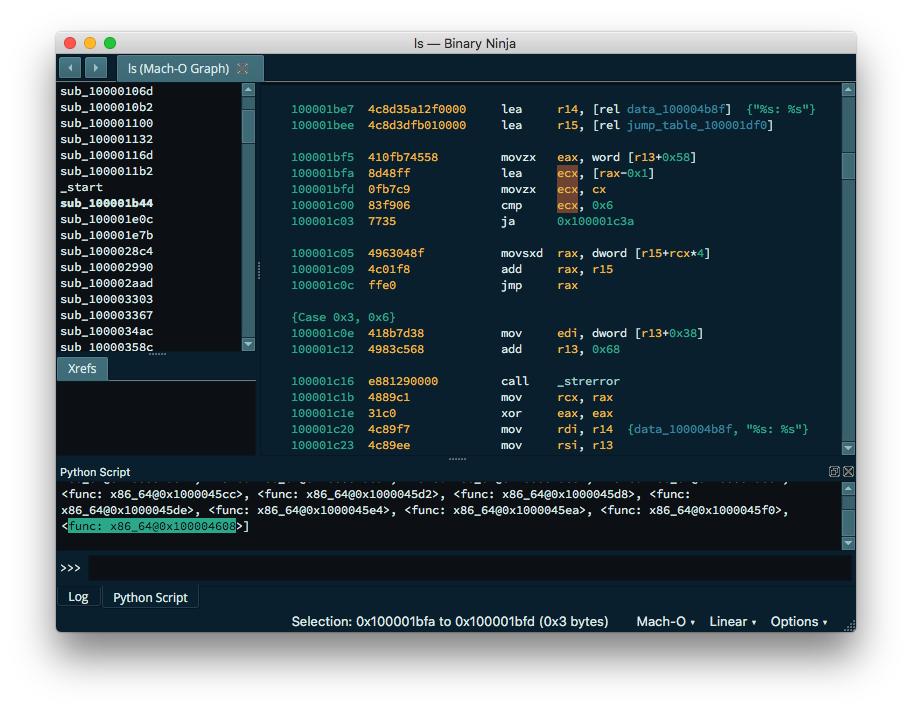 ls — Binary Ninja
ls (Mach-O Graph)
sub_10000106d
sub_1000010b2
sub_100001100
sub_100001132
sub_10000116d
sub_1000011b2
_start
sub_100001b44
sub_100001e0c
sub_100001e7b
sub_1000028c4
sub_100002990
sub_100002aad
sub_100003303
sub_100003367
sub_1000034ac
sub_10000358c
Xrefs
100001be7 4c8d35a12f0000 lea r14, [rel data_100004b8f] {"%s: %s"}
100001bee 4c8d3dfb010000 lea r15, [rel jump_table_100001df0]
100001bf5 410fb74558 movzx eax, word [r13+0x58]
100001bfa 8d48ff lea ecx, [rax-0x1]
100001bfd 0fb7c9 movzx ecx, cx
100001c00 83f906 cmp ecx, 0x6
100001c03 7735 ja 0x100001c3a
100001c05 4963048f movsxd rax, dword [r15+rcx*4]
100001c09 4c01f8 add rax, r15
100001c0c ffe0 jmp rax
{Case 0x3, 0x6}
100001c0e 418b7d38 mov edi, dword [r13+0x38]
100001c12 4983c568 add r13, 0x68
100001c16 e881290000 call _strerror
100001c1b 4889c1 mov rcx, rax
100001c1e 31c0 xor eax, eax
100001c20 4c89f7 mov rdi, r14 {data_100004b8f, "%s: %s"}
100001c23 4c89ee mov rsi, r13
Python Script
<func: x86_64@0x1000045cc>, <func: x86_64@0x1000045d2>, <func: x86_64@0x1000045d8>, <func:
x86_64@0x1000045de>, <func: x86_64@0x1000045e4>, <func: x86_64@0x1000045ea>, <func: x86_64@0x1000045f0>,
<func: x86_64@0x100004608>]
>>>
Log
Python Script
Selection: 0x100001bfa to 0x100001bfd (0x3 bytes)
Mach-O
Linear
Options